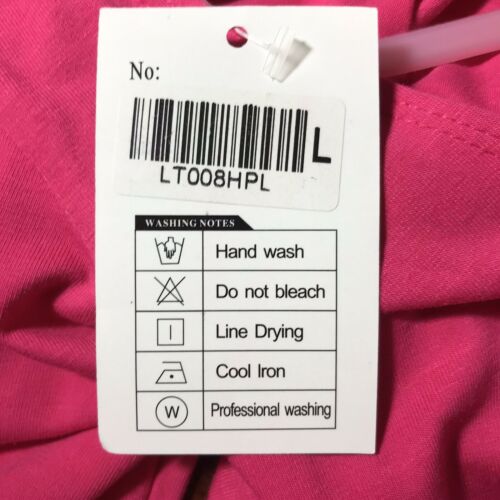 No:
L
LT008HPL
WASHING NOTES
Hand wash
Do not bleach
Line Drying
Cool Iron
W Professional washing